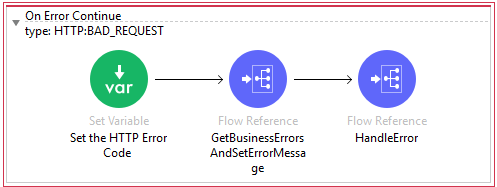 On Error Continue
type: HTTP:BAD_REQUEST
var
Set Variable
Set the HTTP Error
Code
Flow Reference
GetBusinessErrors
AndSetErrorMessa
ge
Flow Reference
HandleError